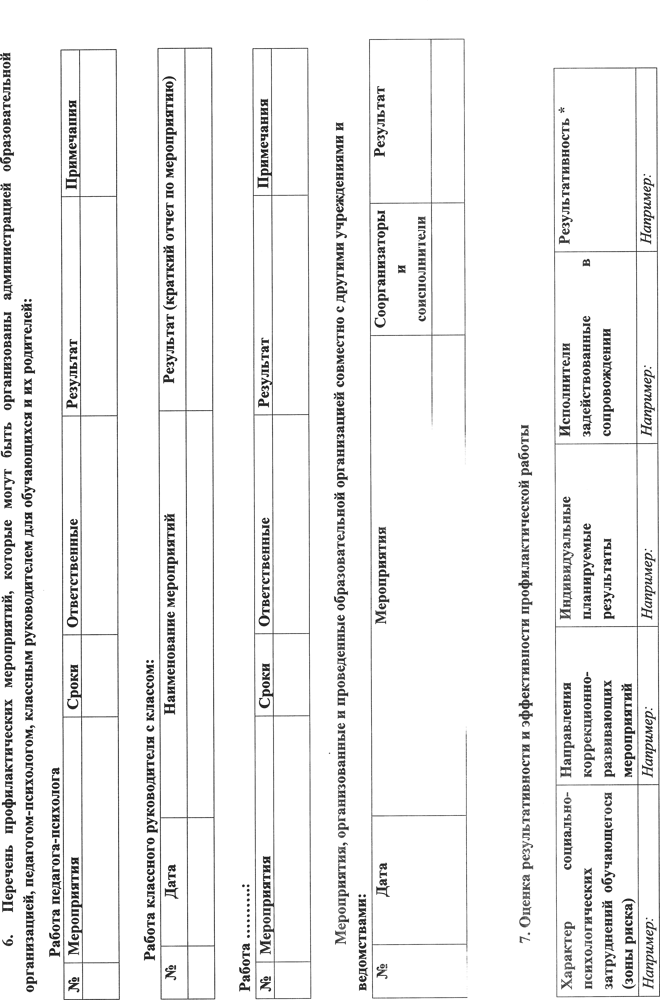 6. Перечень профилактических мероприятий, которые могут быть организованы администрацией образовательной
организацией, педагогом-психологом, классным руководителем для обучающихся и их родителей:
Работа педагога-психолога
№ Мероприятия Сроки Ответственные Результат Примечания
Работа классного руководителя с классом:
№ Дата Наименование мероприятий Результат (краткий отчет по мероприятию)
Работа ..........:
№ Мероприятия Сроки Ответственные Результат Примечания
Мероприятия, организованные и проведенные образовательной организацией совместно с другими учреждениями и
ведомствами:
№ Дата Мероприятия Соорганизаторы
и
соисполнители
Результат
7. Оценка результативности и эффективности профилактической работы
Характер социально-
психологических
затруднений обучающегося
(зоны риска)
Направления
коррекционно-
развивающих
мероприятий
Индивидуальные
планируемые
результаты
Исполнители
задействованные в
сопровождении
Результативность *
Например: Например: Например: Например: Например: